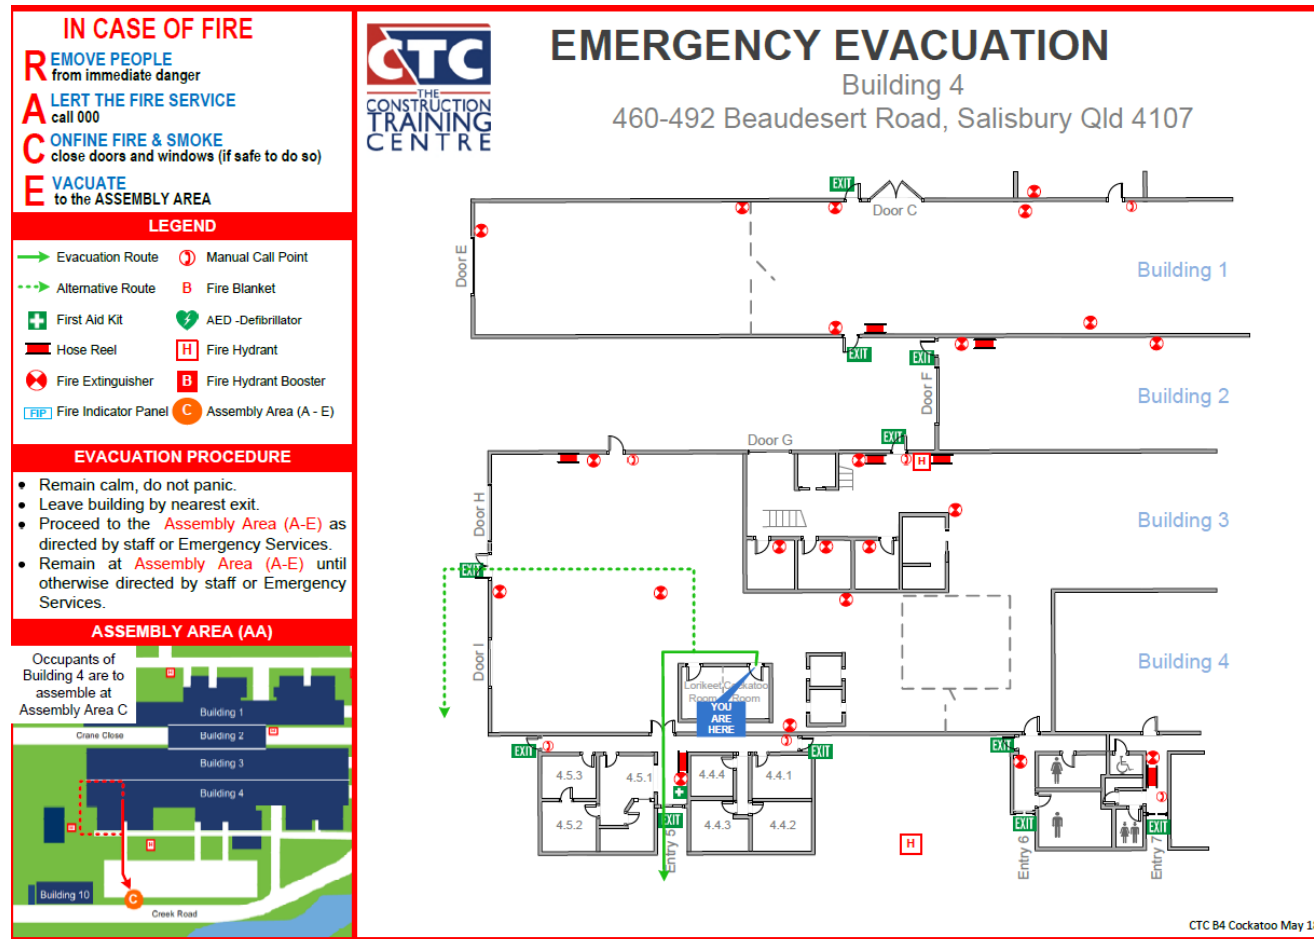 IN CASE OF FIRE
REMOVE PEOPLE
from immediate danger
ALERT THE FIRE SERVICE
call 000
CONFINE FIRE & SMOKE
close doors and windows (if safe to do so)
E VACUATE
to the ASSEMBLY AREA
LEGEND
Evacuation Route
Manual Call Point
Alternative Route
B Fire Blanket
First Aid Kit
AED -Defibrillator
Hose Reel
H Fire Hydrant
Fire Extinguisher
B Fire Hydrant Booster
FIP Fire Indicator Panel
C Assembly Area (A - E)
EVACUATION PROCEDURE
• Remain calm, do not panic.
• Leave building by nearest exit.
• Proceed to the Assembly Area (A-E) as
directed by staff or Emergency Services.
• Remain at Assembly Area (A-E) until
otherwise directed by staff or Emergency
Services.
ASSEMBLY AREA (AA)
Occupants of
Building 4 are to
assemble at
Assembly Area C
Building 1
Crane Close
Building 2
Building 3
Building 4
Building 10
C
Creek Road
CTC
THE
CONSTRUCTION
TRAINING
CENTRE
EMERGENCY EVACUATION
Building 4
460-492 Beaudesert Road, Salisbury Qld 4107
EXIT
Door C
Door E
Building 1
EXIT
EXIT
Door F
Building 2
Door G
EXIT
H
Door H
Building 3
EXIT
Door I
Building 4
Lorikeet Cockatoo
Room Room
YOU
ARE
HERE
EXIT
EXIT
EXIT
4.5.3
4.5.1
4.4.4
4.4.1
4.5.2
4.4.3
4.4.2
EXIT
EXIT
EXIT
H
Entry 5
Entry 6
Entry 7
CTC B4 Cockatoo May 1